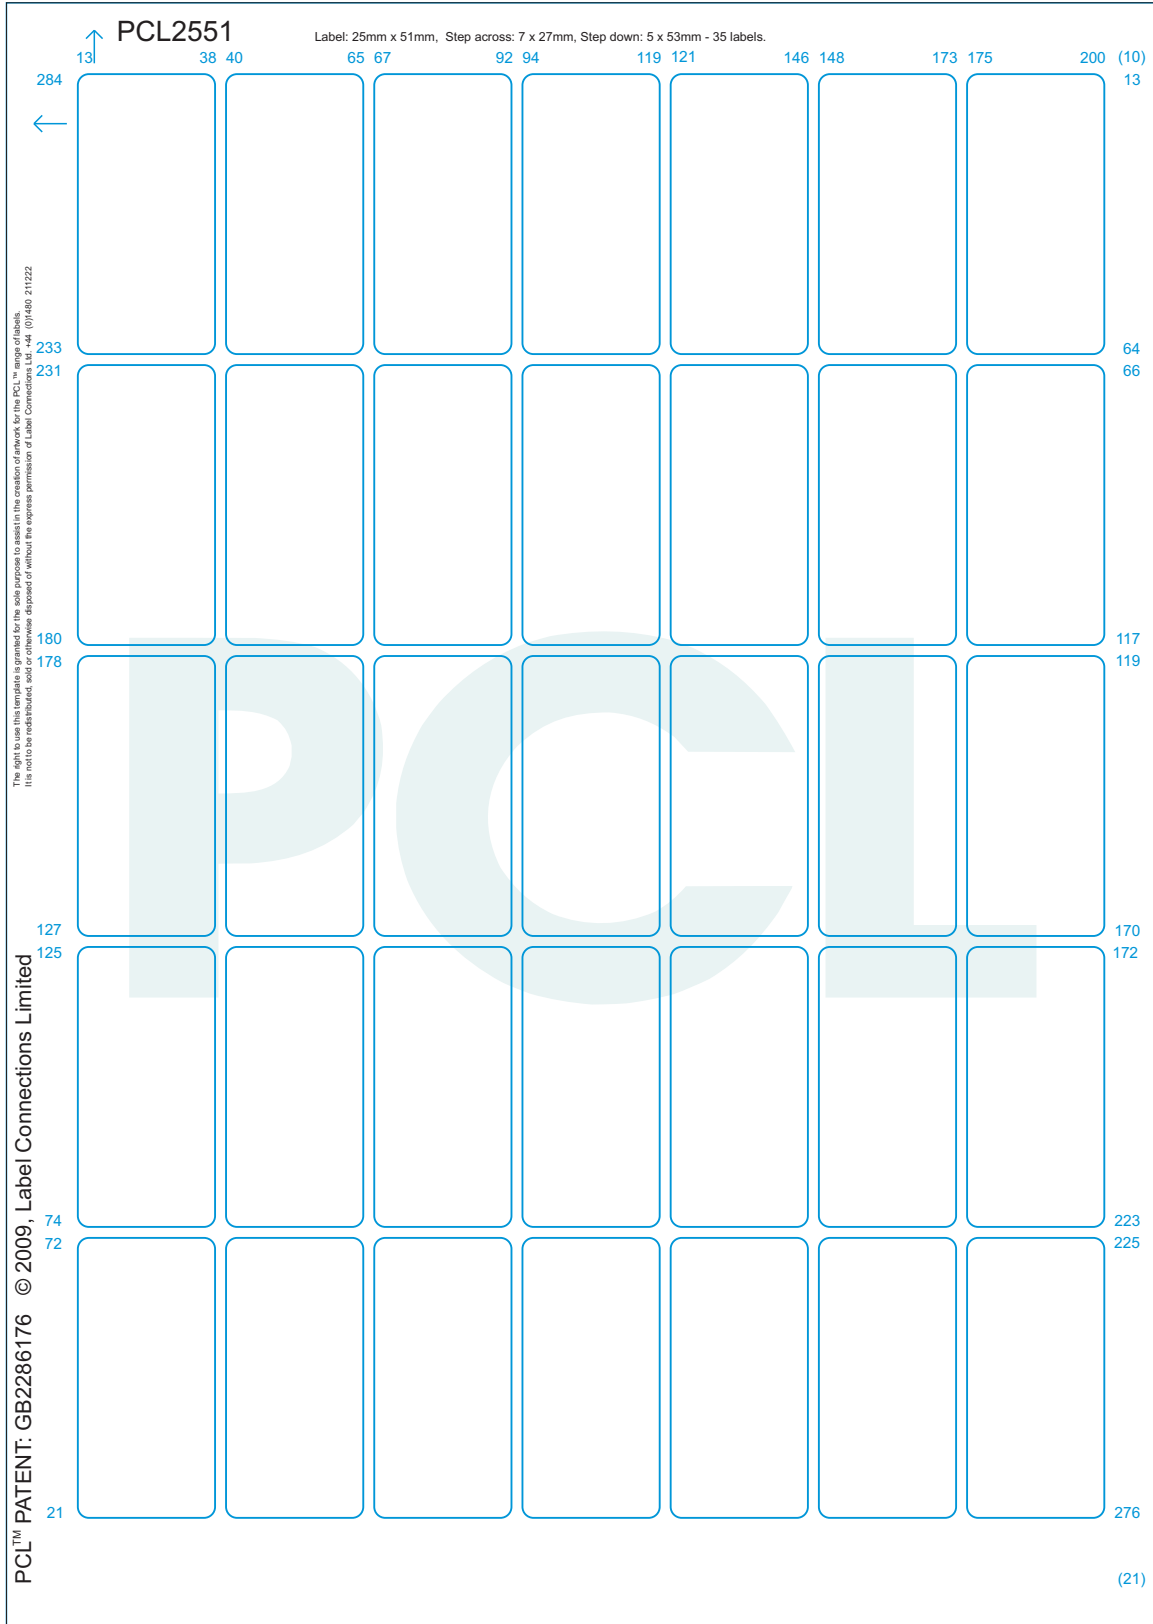 PCL2551
Label: 25mm x 51mm, Step across: 7 x 27mm, Step down: 5 x 53mm - 35 labels.
13 38 40 65 67 92 94 119 121 146 148 173 175 200 (10)
284 13
233 64
231 66
180 117
178 119
127 170
125 172
74 223
72 225
21 276
(21)
PCL
The right to use this template is granted for the sole purpose to assist in the creation of artwork for the PCL™ range of labels.
It is not to be redistributed, sold or otherwise disposed of without the express permission of Label Connections Ltd. +44 (0)1480 211222
PCL™ PATENT: GB2286176 © 2009, Label Connections Limited